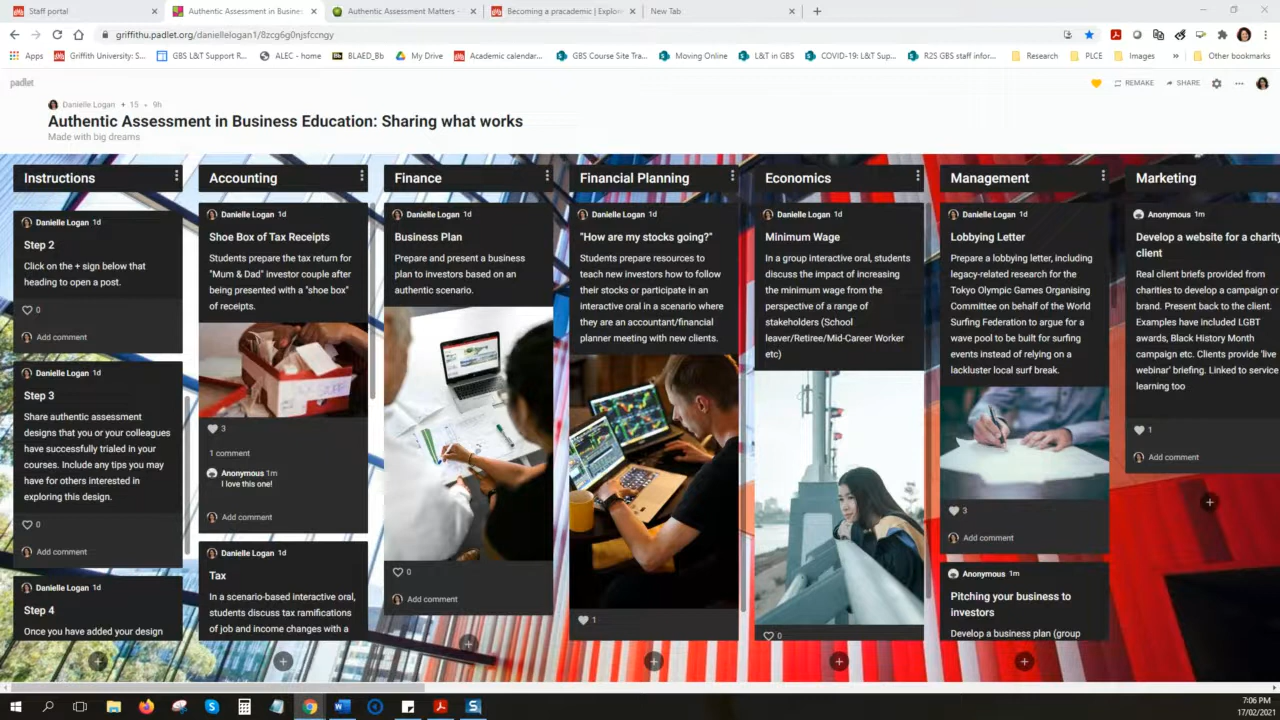 Staff portal
Authentic Assessment in Busines
Authentic Assessment Matters -
Becoming a pracademic | Explori
New Tab
griffithu.padlet.org/daniellelogan1/8zcg6g0njsfccngy
Apps
Griffith University: S...
GBS L&T Support R...
ALEC - home
BLAED_Bb
My Drive
Academic calendar...
GBS Course Site Tra...
Moving Online
L&T in GBS
COVID-19: L&T Sup...
R2S GBS staff infor...
Research
PLCE
Images
»
Other bookmarks
padlet
REMAKE
SHARE
Danielle Logan + 15 • 9h
Authentic Assessment in Business Education: Sharing what works
Made with big dreams
Instructions
Danielle Logan 1d
Step 2
Click on the + sign below that
heading to open a post.
0
Add comment
Danielle Logan 1d
Step 3
Share authentic assessment
designs that you or your colleagues
have successfully trialed in your
courses. Include any tips you may
have for others interested in
exploring this design.
0
Add comment
Danielle Logan 1d
Step 4
Once you have added your design
Accounting
Danielle Logan 1d
Shoe Box of Tax Receipts
Students prepare the tax return for
"Mum & Dad" investor couple after
being presented with a "shoe box"
of receipts.
3
1 comment
Anonymous 1m
I love this one!
Add comment
Danielle Logan 1d
Tax
In a scenario-based interactive oral,
students discuss tax ramifications
of job and income changes with a
Finance
Danielle Logan 1d
Business Plan
Prepare and present a business
plan to investors based on an
authentic scenario.
0
Add comment
Financial Planning
Danielle Logan 1d
"How are my stocks going?"
Students prepare resources to
teach new investors how to follow
their stocks or participate in an
interactive oral in a scenario where
they are an accountant/financial
planner meeting with new clients.
1
Economics
Danielle Logan 1d
Minimum Wage
In a group interactive oral, students
discuss the impact of increasing
the minimum wage from the
perspective of a range of
stakeholders (School
leaver/Retiree/Mid-Career Worker
etc)
0
Management
Danielle Logan 1d
Lobbying Letter
Prepare a lobbying letter, including
legacy-related research for the
Tokyo Olympic Games Organising
Committee on behalf of the World
Surfing Federation to argue for a
wave pool to be built for surfing
events instead of relying on a
lackluster local surf break.
3
Add comment
Anonymous 1m
Pitching your business to
investors
Develop a business plan (group
Marketing
Anonymous 1m
Develop a website for a charity
client
Real client briefs provided from
charities to develop a campaign or
brand. Present back to the client.
Examples have included LGBT
awards, Black History Month
campaign etc. Clients provide 'live
webinar' briefing. Linked to service
learning too
1
Add comment
7:06 PM
17/02/2021